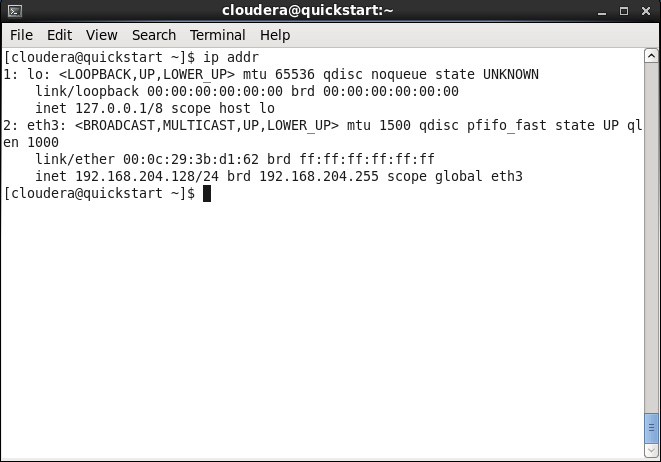 cloudera@quickstart:~
File Edit View Search Terminal Help
[cloudera@quickstart ~]$ ip addr
1: lo: <LOOPBACK,UP,LOWER_UP> mtu 65536 qdisc noqueue state UNKNOWN
    link/loopback 00:00:00:00:00:00 brd 00:00:00:00:00:00
    inet 127.0.0.1/8 scope host lo
2: eth3: <BROADCAST,MULTICAST,UP,LOWER_UP> mtu 1500 qdisc pfifo_fast state UP ql
en 1000
    link/ether 00:0c:29:3b:d1:62 brd ff:ff:ff:ff:ff:ff
    inet 192.168.204.128/24 brd 192.168.204.255 scope global eth3
[cloudera@quickstart ~]$